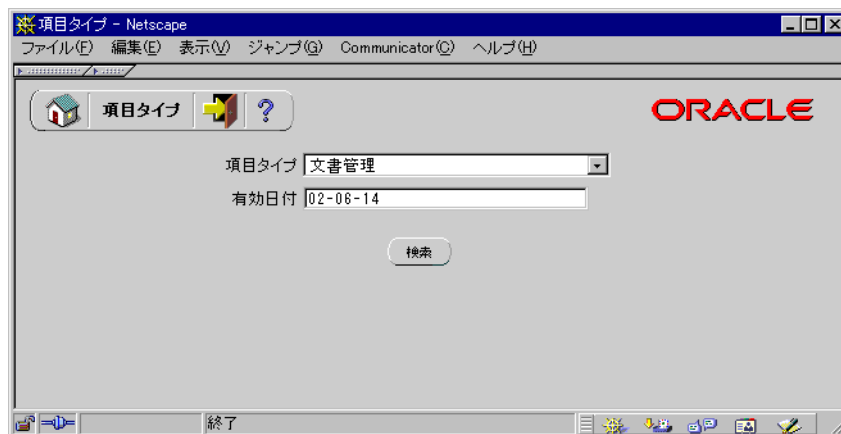 項目タイプ - Netscape
ファイル(F) 編集(E) 表示(V) ジャンプ(G) Communicator(C) ヘルプ(H)
項目タイプ ? ORACLE
項目タイプ 文書管理
有効日付 02-06-14
検索
終了